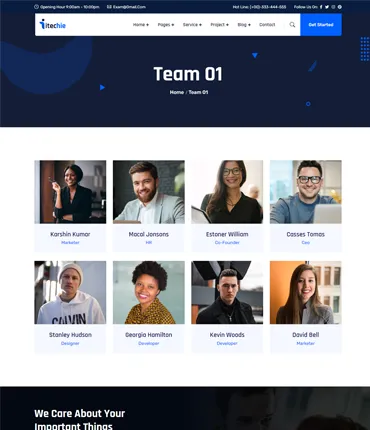 Opening Hour 9:00am - 10:00pm
Exam@Gmail.Com
Hot Line: (+90)-333-444-555
Follow Us On
itechie
Home + Pages + Service + Project + Blog + Contact
Get Started
Team 01
Home / Team 01
Karshin Kumar
Macal Jonsons
Estoner William
Casses Tomas
Marketer
HR
Co-Founder
Ceo
CALVIN
Stanley Hudson
Georgia Hamilton
Kevin Woods
David Bell
Designer
Developer
Developer
Marketer
We Care About Your
Important Things